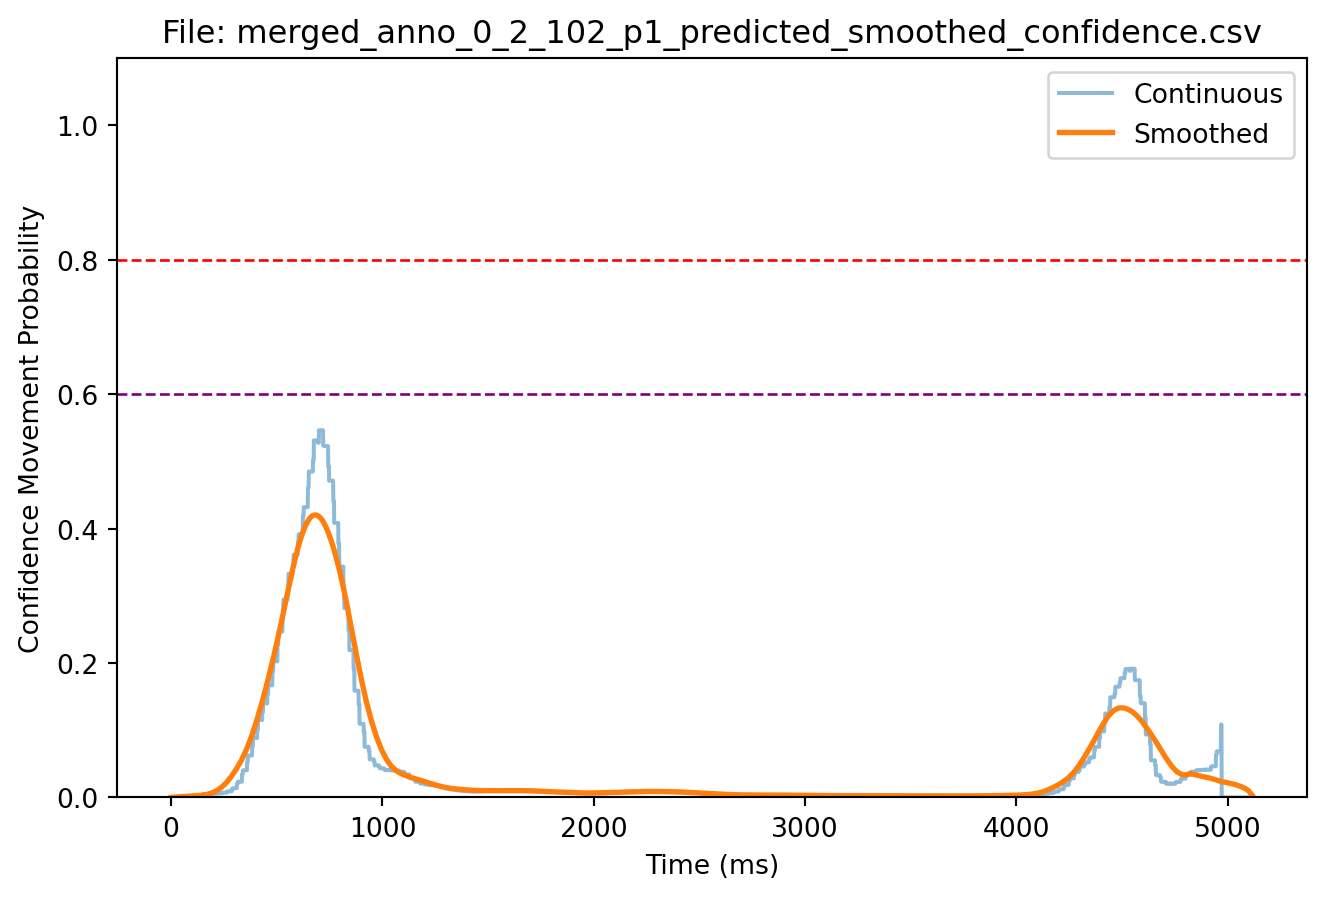 File: merged_anno_0_2_102_p1_predicted_smoothed_confidence.csv
Continuous
Smoothed
Confidence Movement Probability
1.0
0.8
0.6
0.4
0.2
0.0
0 1000 2000 3000 4000 5000
Time (ms)